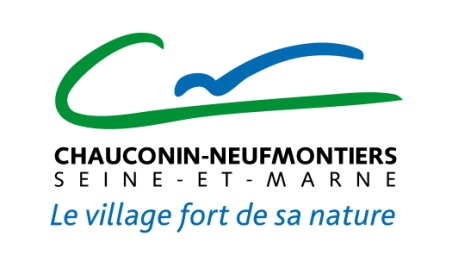 CHAUCONIN-NEUFMONTIERS
SEINE-ET-MARNE
Le village fort de sa nature